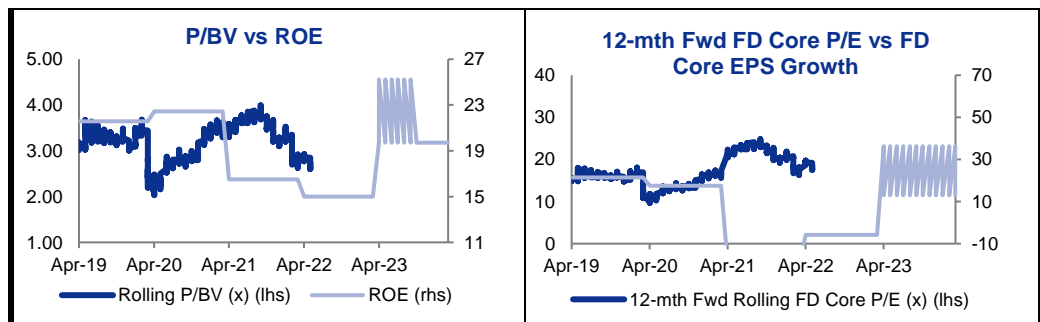 P/BV vs ROE
5.00
4.00
3.00
2.00
1.00
27
23
19
15
11
Apr-19 Apr-20 Apr-21 Apr-22 Apr-23
Rolling P/BV (x) (lhs) ROE (rhs)
12-mth Fwd FD Core P/E vs FD
Core EPS Growth
40
30
20
10
0
70
50
30
10
-10
Apr-19 Apr-20 Apr-21 Apr-22 Apr-23
12-mth Fwd Rolling FD Core P/E (x) (lhs)